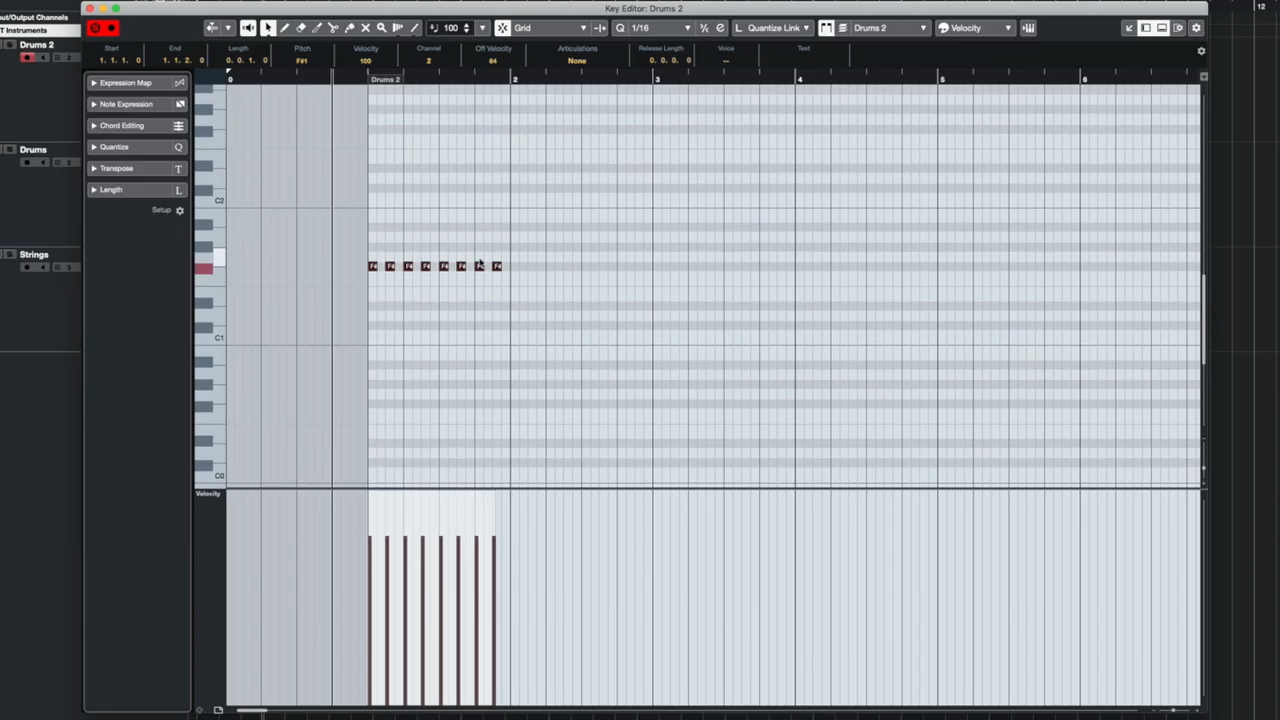 Key Editor: Drums 2
12
out/Output Channels
T Instruments
Drums 2
Drums
Strings
100
Grid
Q 1/16
L Quantize Link
Drums 2
Velocity
Start End Length Pitch Velocity Channel Off Velocity Articulations Release Length Voice Text
1. 1. 1. 0 1. 1. 2. 0 0. 0. 1. 0 F#1 100 2 64 None 0. 0. 0. 0 --
0 Drums 2 2 3 4 5 6
Expression Map
Note Expression
Chord Editing
Quantize Q
Transpose T
Length L
Setup
C2
F# F# F# F# F# F# F#
C1
C0
Velocity